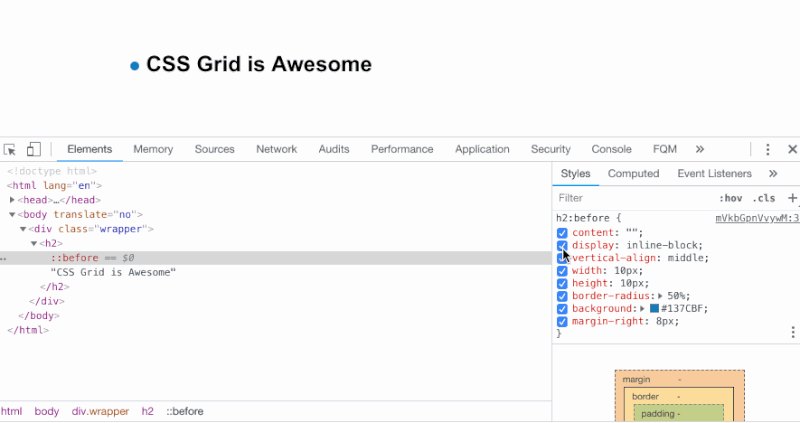 CSS Grid is Awesome
Elements Memory Sources Network Audits Performance Application Security Console FQM »
<!doctype html>
<html lang="en">
<head>…</head>
<body translate="no">
<div class="wrapper">
<h2>
::before == $0
"CSS Grid is Awesome"
</h2>
</div>
</body>
</html>
html body div.wrapper h2 ::before
Styles Computed Event Listeners »
Filter :hov .cls +
h2:before { mVkbGpnVvywM:3
content: "";
display: inline-block;
vertical-align: middle;
width: 10px;
height: 10px;
border-radius: 50%;
background: #137CBF;
margin-right: 8px;
}
margin -
border -
padding -